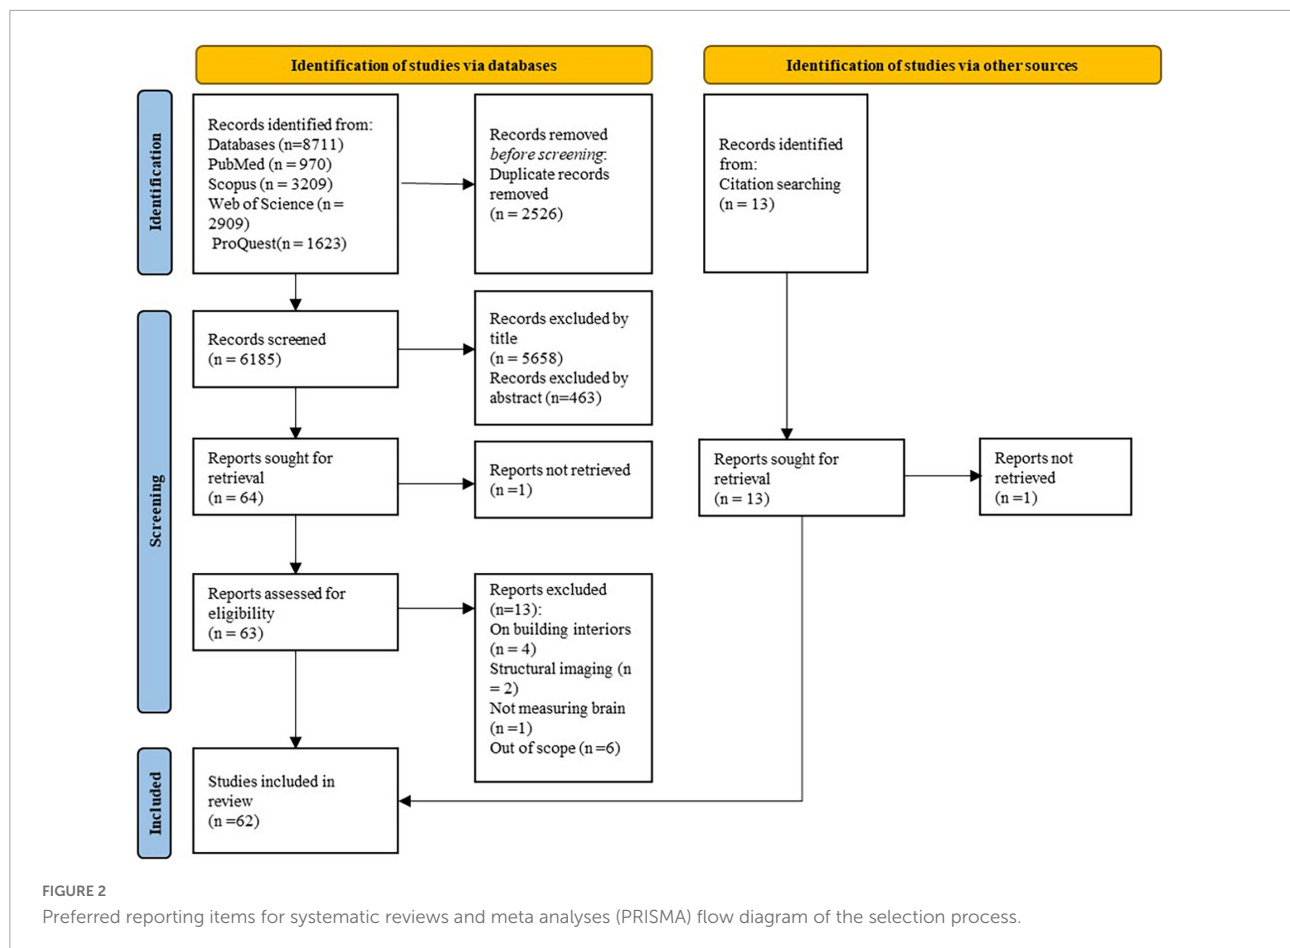 Identification of studies via databases
Identification of studies via other sources
Identification
Records identified from:
Databases (n=8711)
PubMed (n = 970)
Scopus (n = 3209)
Web of Science (n =
2909)
ProQuest(n = 1623)
Records removed
before screening:
Duplicate records
removed
(n = 2526)
Records identified
from:
Citation searching
(n = 13)
Screening
Records screened
(n = 6185)
Records excluded by
title
(n = 5658)
Records excluded by
abstract (n=463)
Reports sought for
retrieval
(n = 64)
Reports not retrieved
(n =1)
Reports sought for
retrieval
(n = 13)
Reports not
retrieved
(n =1)
Reports assessed for
eligibility
(n = 63)
Reports excluded
(n=13):
On building interiors
(n = 4)
Structural imaging (n
= 2)
Not measuring brain
(n =1)
Out of scope (n =6)
Included
Studies included in
review
(n =62)
FIGURE 2
Preferred reporting items for systematic reviews and meta analyses (PRISMA) flow diagram of the selection process.